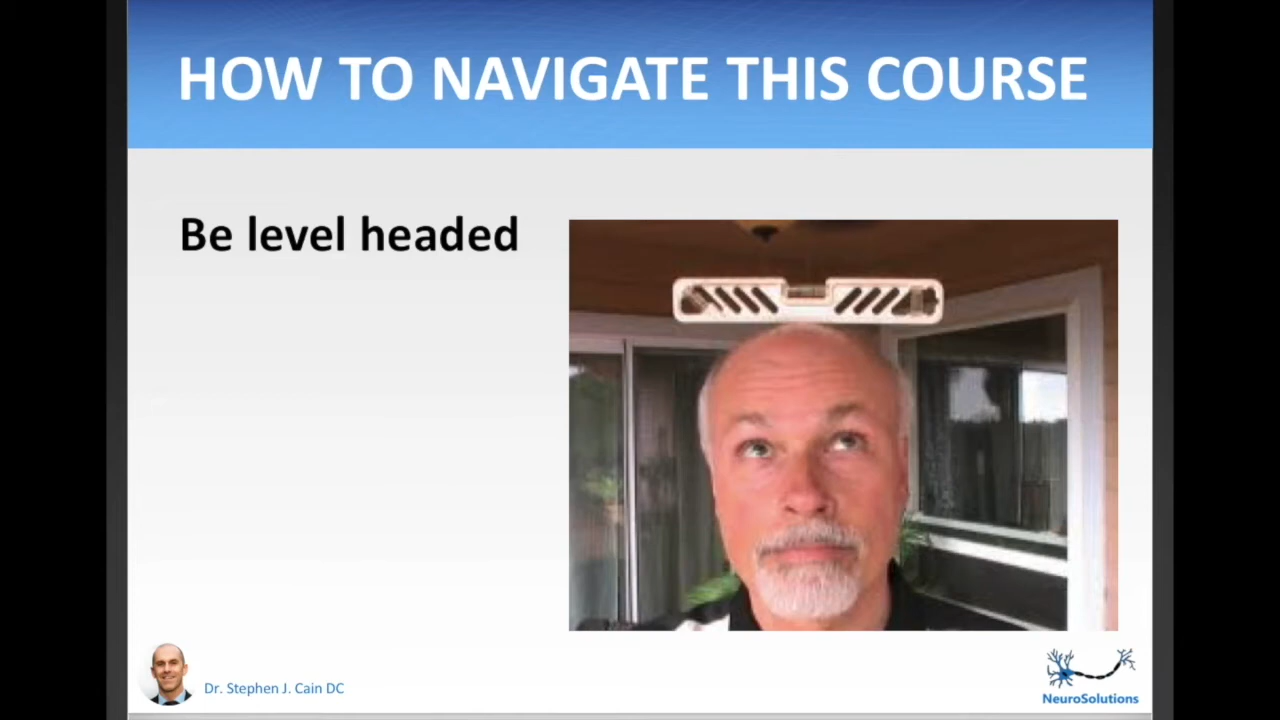 HOW TO NAVIGATE THIS COURSE
Be level headed
Dr. Stephen J. Cain DC
NeuroSolutions